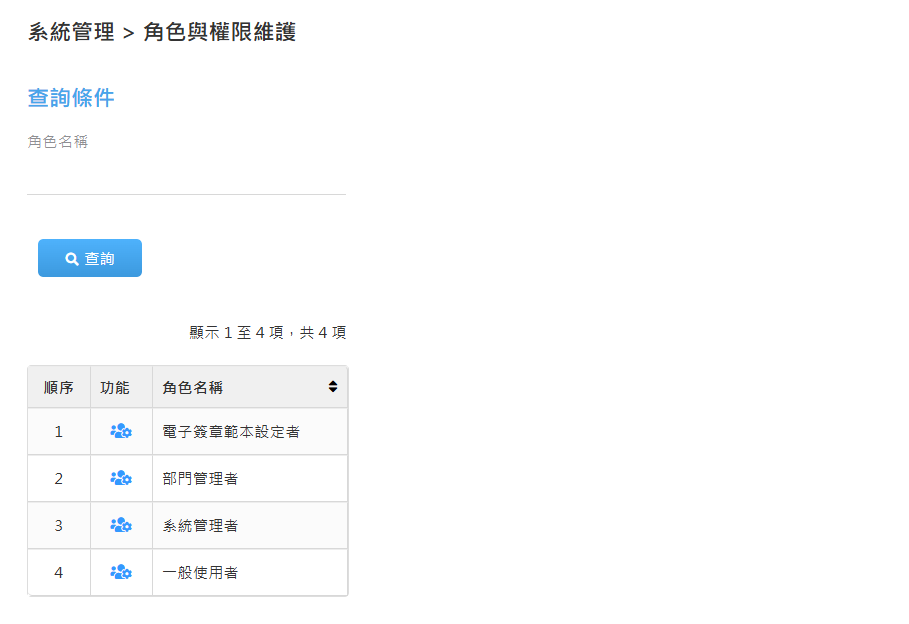 系統管理 > 角色與權限維護
查詢條件
角色名稱
查詢
顯示 1 至 4 項，共 4 項
順序 功能 角色名稱
1 電子簽章範本設定者
2 部門管理者
3 系統管理者
4 一般使用者